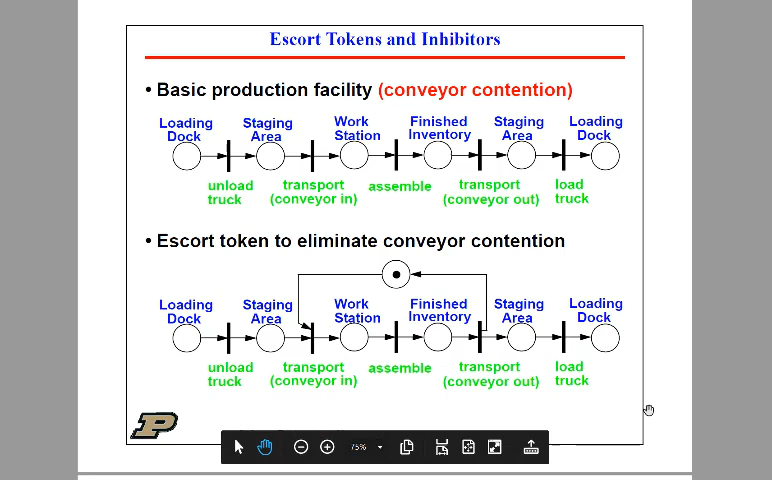 Escort Tokens and Inhibitors
• Basic production facility (conveyor contention)
Loading Dock
Staging Area
Work Station
Finished Inventory
Staging Area
Loading Dock
unload truck
transport (conveyor in)
assemble
transport (conveyor out)
load truck
• Escort token to eliminate conveyor contention
Loading Dock
Staging Area
Work Station
Finished Inventory
Staging Area
Loading Dock
unload truck
transport (conveyor in)
assemble
transport (conveyor out)
load truck
P
75%